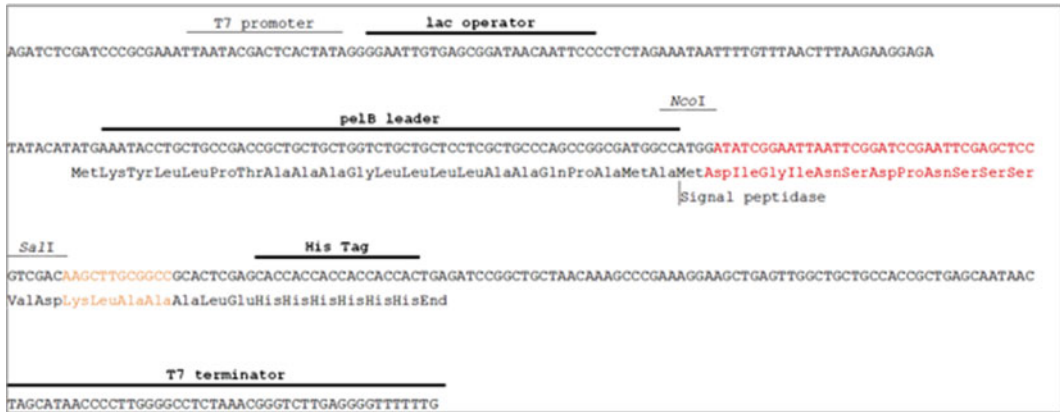 T7 promoter lac operator
AGATCTCGATCCCGCGAAATTAATACGACTCACTATAGGGGAATTGTGAGCGGATAACAATTCCCCTCTAGAAATAATTTTGTTTAACTTTAAGAAGGAGA
NcoI
pelB leader
TATACATATGAAATACCTGCTGCCGACCGCTGCTGCTGGTCTGCTGCTCCTCGCTGCCCAGCCGGCGATGGCCATGGATATCGGAATTAATTCGGATCCGAATTCGAGCTCC
MetLysTyrLeuLeuProThrAlaAlaAlaGlyLeuLeuLeuLeuAlaAlaGlnProAlaMetAlaMetAspIleGlyIleAsnSerAspProAsnSerSerSer
Signal peptidase
SalI His Tag
GTCGACAAGCTTGCGGCCGCACTCGAGCACCACCACCACCACCACTGAGATCCGGCTGCTAACAAAGCCCGAAAGGAAGCTGAGTTGGCTGCTGCCACCGCTGAGCAATAAC
ValAspLysLeuAlaAlaAlaLeuGluHisHisHisHisHisHisEnd
T7 terminator
TAGCATAACCCCTTGGGGCCTCTAAACGGGTCTTGAGGGGTTTTTTG